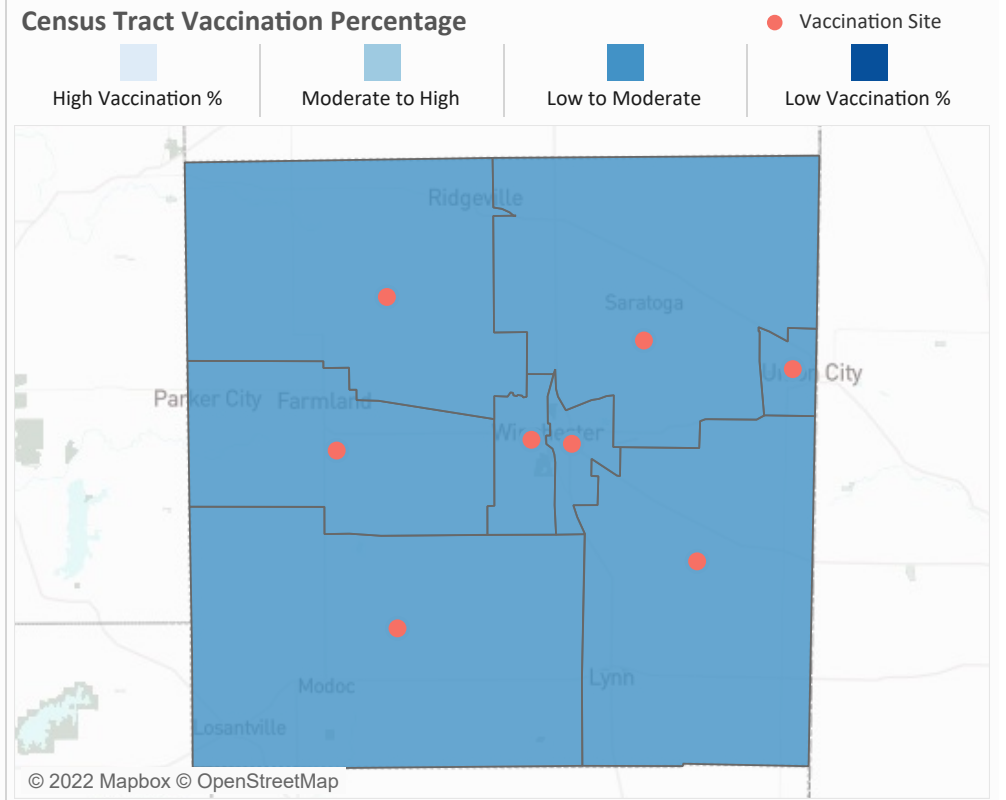 Census Tract Vaccination Percentage
Vaccination Site
High Vaccination %
Moderate to High
Low to Moderate
Low Vaccination %
Ridgeville
Saratoga
Union City
Parker City
Farmland
Winchester
Lynn
Modoc
Losantville
© 2022 Mapbox © OpenStreetMap